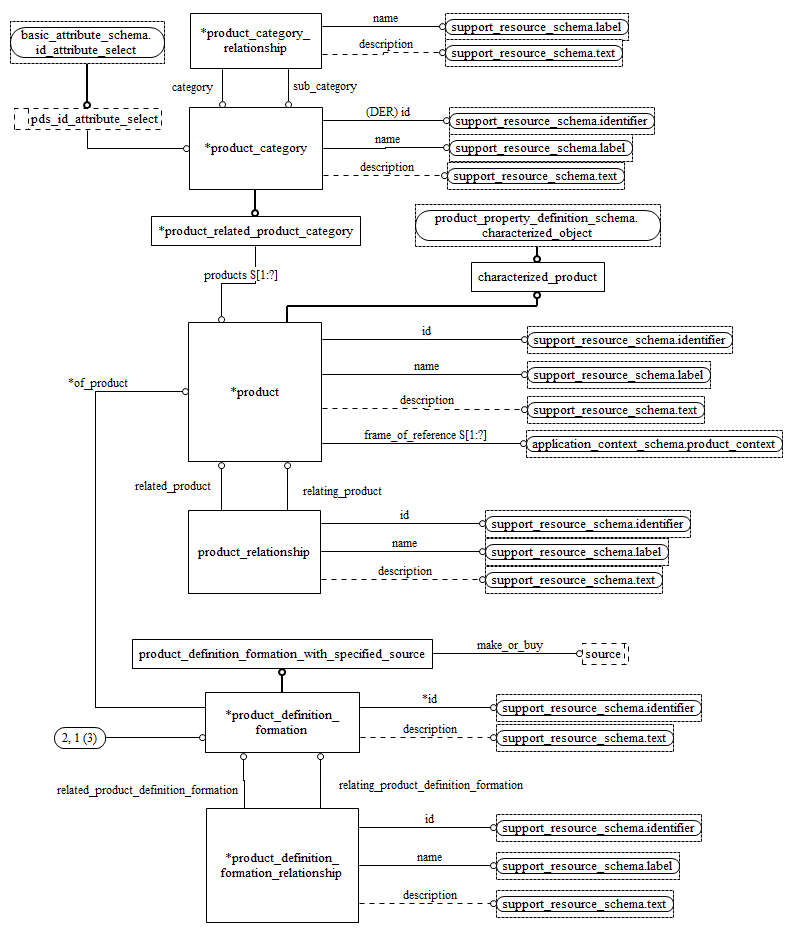 name
*product_category_
relationship
support_resource_schema.label
basic_attribute_schema.
id_attribute_select
description
support_resource_schema.text
category
sub_category
pds_id_attribute_select
(DER) id
support_resource_schema.identifier
*product_category
name
support_resource_schema.label
description
support_resource_schema.text
*product_related_product_category
product_property_definition_schema.
characterized_object
products S[1:?]
characterized_product
id
support_resource_schema.identifier
name
support_resource_schema.label
*of_product
*product
description
support_resource_schema.text
frame_of_reference S[1:?]
application_context_schema.product_context
related_product
relating_product
id
support_resource_schema.identifier
product_relationship
name
support_resource_schema.label
description
support_resource_schema.text
product_definition_formation_with_specified_source
make_or_buy
source
*id
support_resource_schema.identifier
*product_definition_
formation
2, 1 (3)
description
support_resource_schema.text
related_product_definition_formation
relating_product_definition_formation
id
support_resource_schema.identifier
*product_definition_
formation_relationship
name
support_resource_schema.label
description
support_resource_schema.text